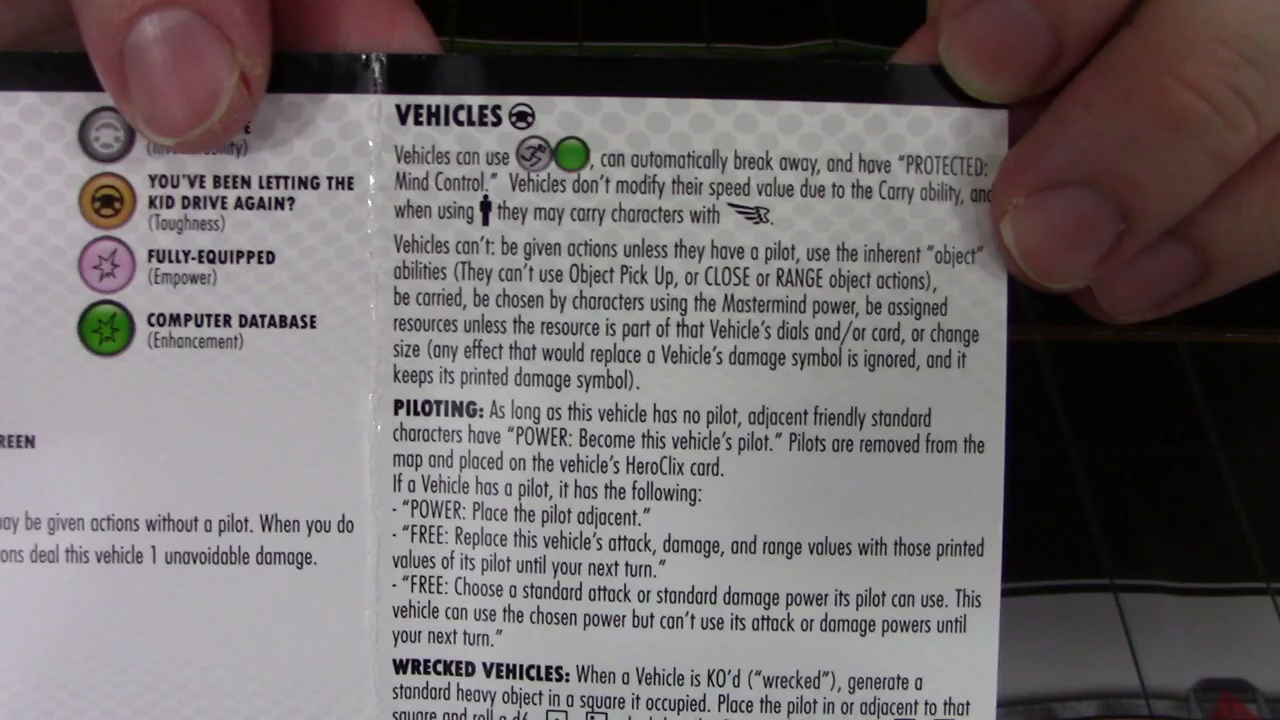 YOU'VE BEEN LETTING THE
KID DRIVE AGAIN?
(Toughness)
FULLY-EQUIPPED
(Empower)
COMPUTER DATABASE
(Enhancement)
REEN
may be given actions without a pilot. When you do
ons deal this vehicle 1 unavoidable damage.
VEHICLES
Vehicles can use , can automatically break away, and have "PROTECTED:
Mind Control." Vehicles don't modify their speed value due to the Carry ability, and
when using they may carry characters with .
Vehicles can't: be given actions unless they have a pilot, use the inherent "object"
abilities (They can't use Object Pick Up, or CLOSE or RANGE object actions),
be carried, be chosen by characters using the Mastermind power, be assigned
resources unless the resource is part of that Vehicle's dials and/or card, or change
size (any effect that would replace a Vehicle's damage symbol is ignored, and it
keeps its printed damage symbol).
PILOTING: As long as this vehicle has no pilot, adjacent friendly standard
characters have "POWER: Become this vehicle's pilot." Pilots are removed from the
map and placed on the vehicle's HeroClix card.
If a Vehicle has a pilot, it has the following:
- "POWER: Place the pilot adjacent."
- "FREE: Replace this vehicle's attack, damage, and range values with those printed
values of its pilot until your next turn."
- "FREE: Choose a standard attack or standard damage power its pilot can use. This
vehicle can use the chosen power but can't use its attack or damage powers until
your next turn."
WRECKED VEHICLES: When a Vehicle is KO'd ("wrecked"), generate a
standard heavy object in a square it occupied. Place the pilot in or adjacent to that
square and roll a d6